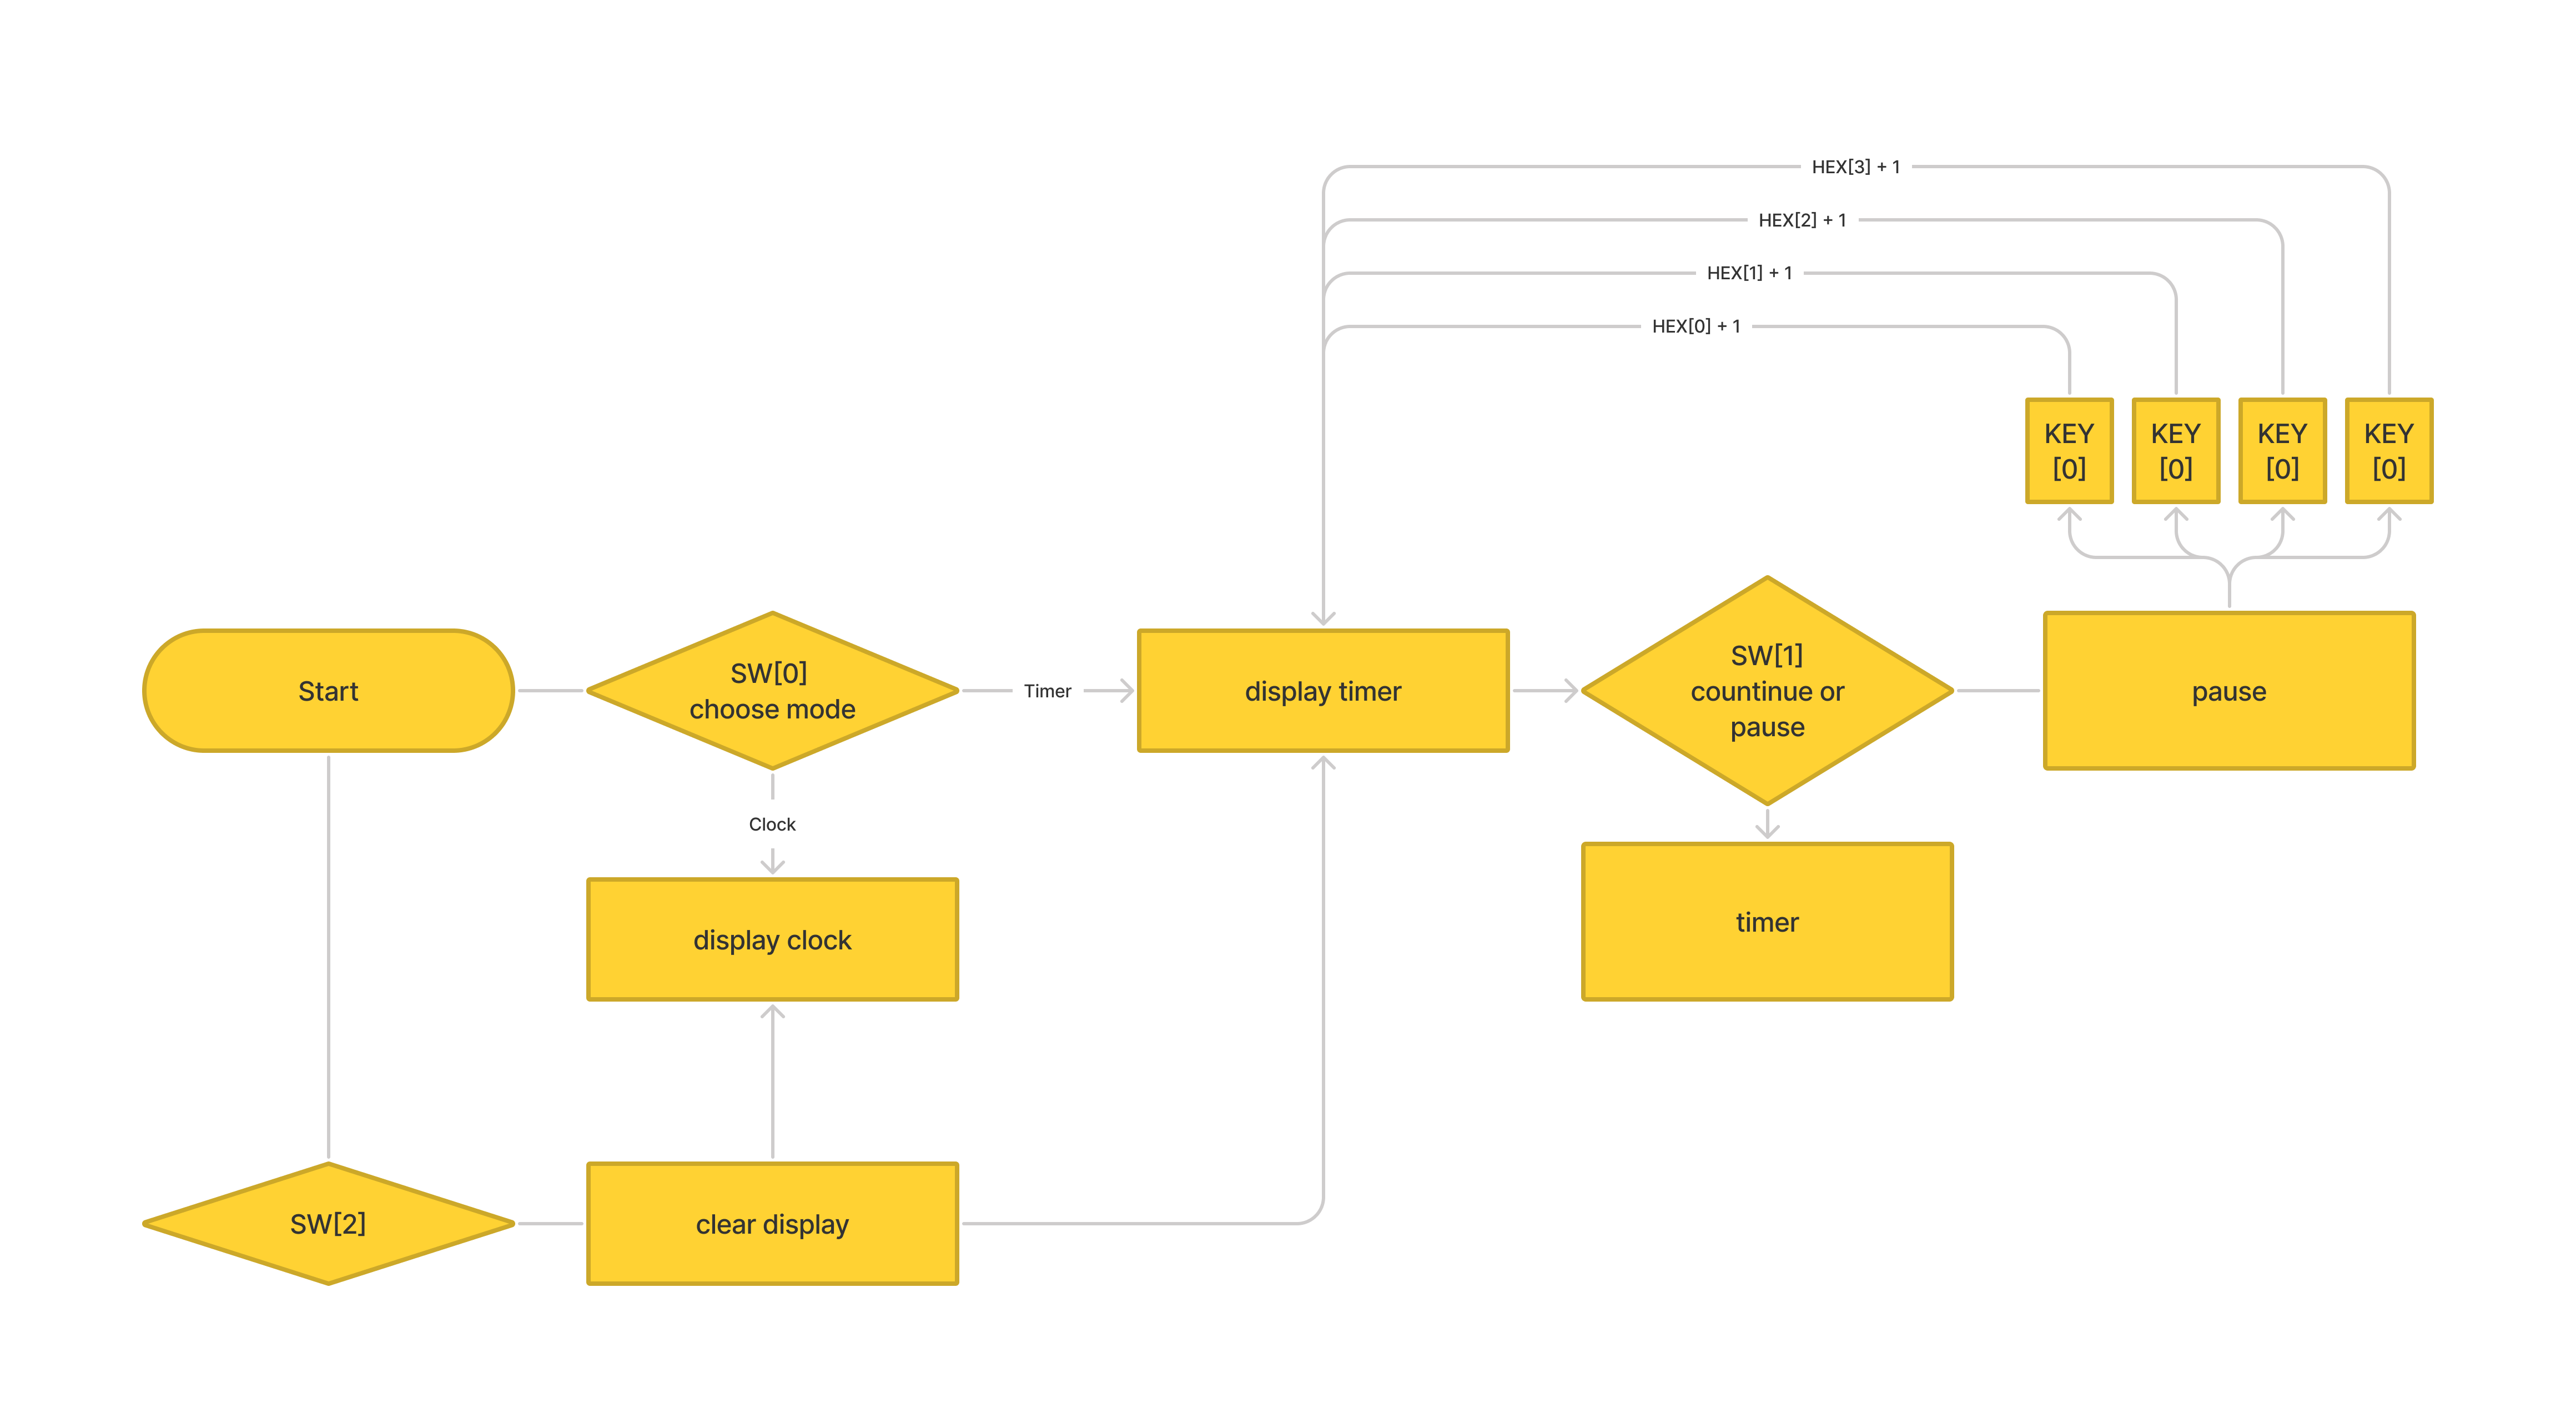 HEX[3] + 1
HEX[2] + 1
HEX[1] + 1
HEX[0] + 1
KEY
[0]
KEY
[0]
KEY
[0]
KEY
[0]
Start
SW[0]
choose mode
Timer
display timer
SW[1]
countinue or
pause
pause
Clock
display clock
timer
SW[2]
clear display